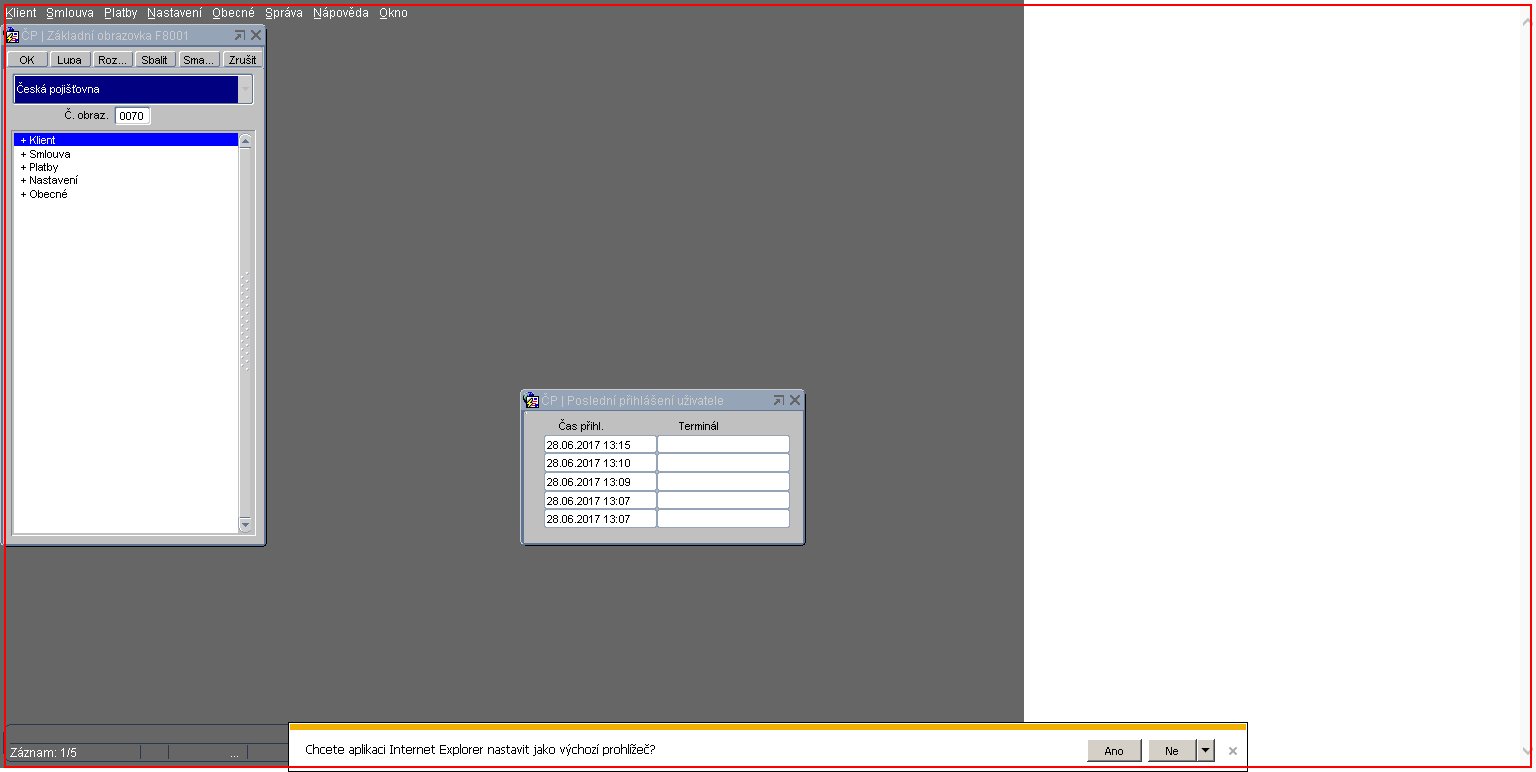 Klient Smlouva Platby Nastavení Obecné Správa Nápověda Okno
ČP | Základní obrazovka F8001
OK Lupa Roz... Sbalit Sma... Zrušit
Česká pojišťovna
Č. obraz. 0070
+ Klient
+ Smlouva
+ Platby
+ Nastavení
+ Obecné
ČP | Poslední přihlášení uživatele
Čas přihl. Terminál
28.06.2017 13:15
28.06.2017 13:10
28.06.2017 13:09
28.06.2017 13:07
28.06.2017 13:07
Záznam: 1/5 ...
Chcete aplikaci Internet Explorer nastavit jako výchozí prohlížeč? Ano Ne